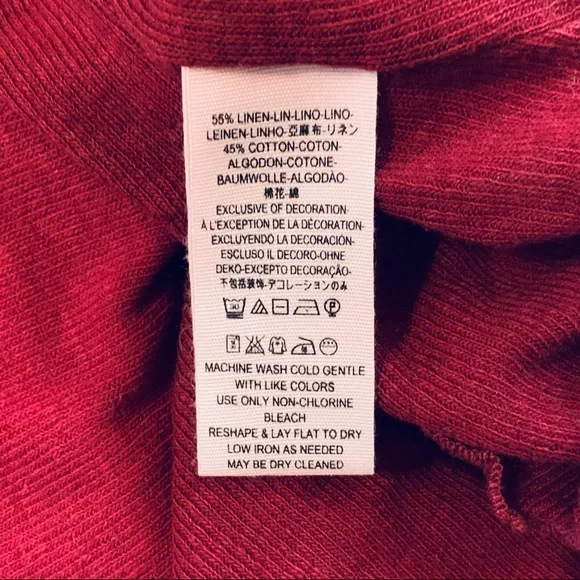 55% LINEN-LIN-LINO-LINO-
LEINEN-LINHO-亞麻布-リネン
45% COTTON-COTON-
ALGODON-COTONE-
BAUMWOLLE-ALGODÃO-
棉花-綿
EXCLUSIVE OF DECORATION-
À L'EXCEPTION DE LA DÉCORATION-
EXCLUYENDO LA DECORACIÓN-
ESCLUSO IL DECORO-OHNE
DEKO-EXCEPTO DECORAÇÃO-
不包括装饰-デコレーションのみ
30 P
MACHINE WASH COLD GENTLE
WITH LIKE COLORS
USE ONLY NON-CHLORINE
BLEACH
RESHAPE & LAY FLAT TO DRY
LOW IRON AS NEEDED
MAY BE DRY CLEANED